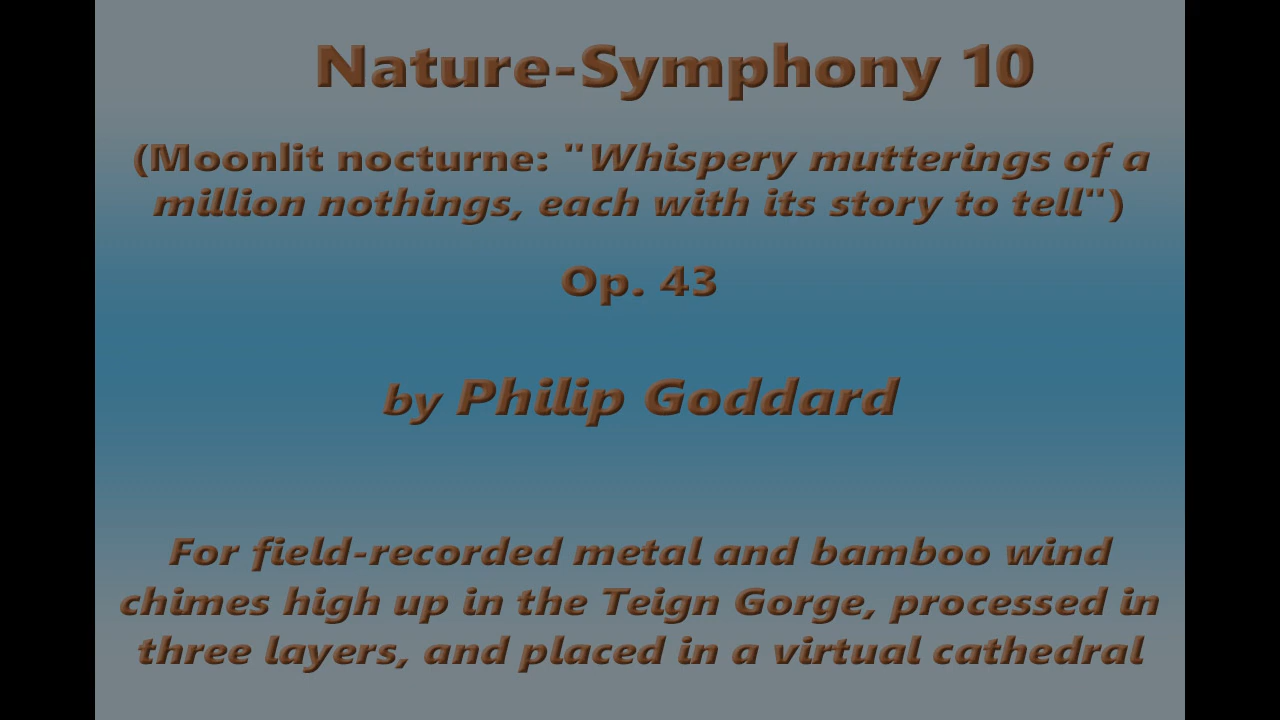 Nature-Symphony 10
(Moonlit nocturne: "Whispery mutterings of a
million nothings, each with its story to tell")
Op. 43
by Philip Goddard
For field-recorded metal and bamboo wind
chimes high up in the Teign Gorge, processed in
three layers, and placed in a virtual cathedral